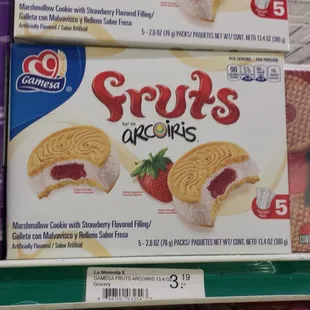 Marshmallow Cookie with Strawberry Flavored Filling/
Galleta con Malvavisco y Relleno Sabor Fresa
Artificially Flavored / Sabor Artificial
5 - 2.6 OZ (76 g) PACKS/ PAQUETES NET WT/ CONT. NETO 13.4 OZ (380 g)
5
Gamesa
Fruts
arcoiris
PER SERVING · POR PORCIÓN
90
Marshmallow Cookie with Strawberry Flavored Filling/
Galleta con Malvavisco y Relleno Sabor Fresa
Artificially Flavored / Sabor Artificial
5 - 2.6 OZ (76 g) PACKS/ PAQUETES NET WT/ CONT. NETO 13.4 OZ (380 g)
5
La Morenita 5
GAMESA FRUTS ARCOIRIS 13.4 O
Grocery
3.19